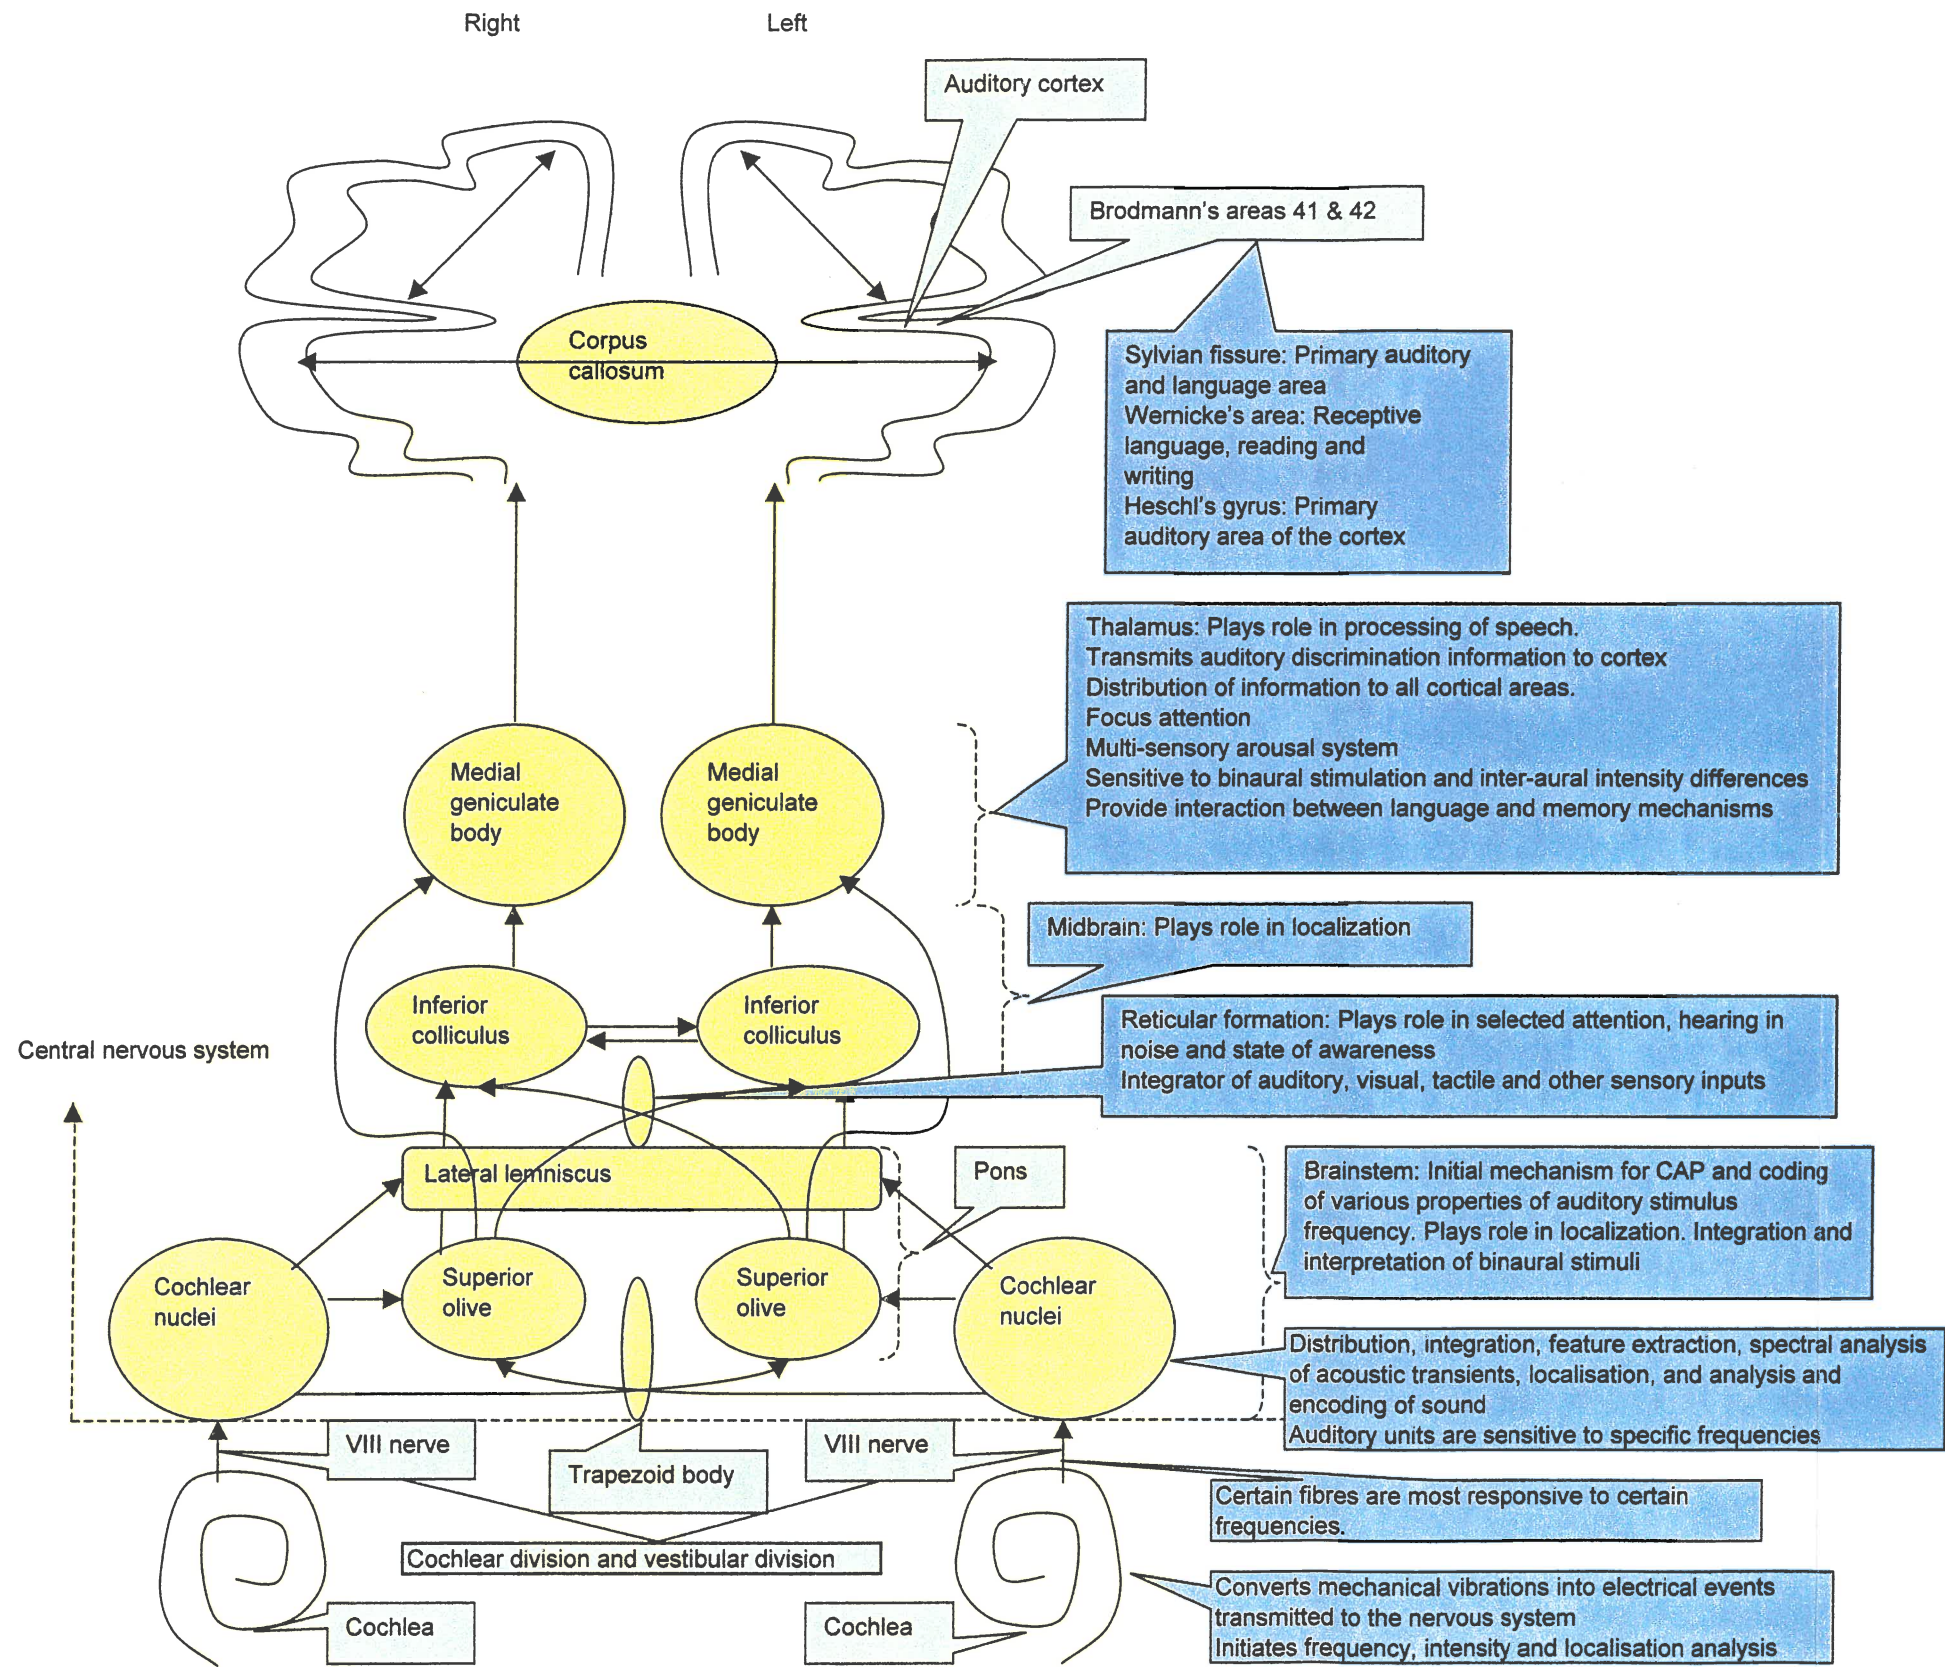 Right
Left
Auditory cortex
Brodmann's areas 41 & 42
Corpus
callosum
Sylvian fissure: Primary auditory
and language area
Wernicke's area: Receptive
language, reading and
writing
Heschl's gyrus: Primary
auditory area of the cortex
Thalamus: Plays role in processing of speech.
Transmits auditory discrimination information to cortex
Distribution of information to all cortical areas.
Focus attention
Multi-sensory arousal system
Sensitive to binaural stimulation and inter-aural intensity differences
Provide interaction between language and memory mechanisms
Medial
geniculate
body
Medial
geniculate
body
Midbrain: Plays role in localization
Inferior
colliculus
Inferior
colliculus
Reticular formation: Plays role in selected attention, hearing in
noise and state of awareness
Integrator of auditory, visual, tactile and other sensory inputs
Central nervous system
Lateral lemniscus
Pons
Brainstem: Initial mechanism for CAP and coding
of various properties of auditory stimulus
frequency. Plays role in localization. Integration and
interpretation of binaural stimuli
Cochlear
nuclei
Superior
olive
Superior
olive
Cochlear
nuclei
Distribution, integration, feature extraction, spectral analysis
of acoustic transients, localisation, and analysis and
encoding of sound
Auditory units are sensitive to specific frequencies
VIII nerve
Trapezoid body
VIII nerve
Certain fibres are most responsive to certain
frequencies.
Cochlear division and vestibular division
Converts mechanical vibrations into electrical events
transmitted to the nervous system
Initiates frequency, intensity and localisation analysis
Cochlea
Cochlea